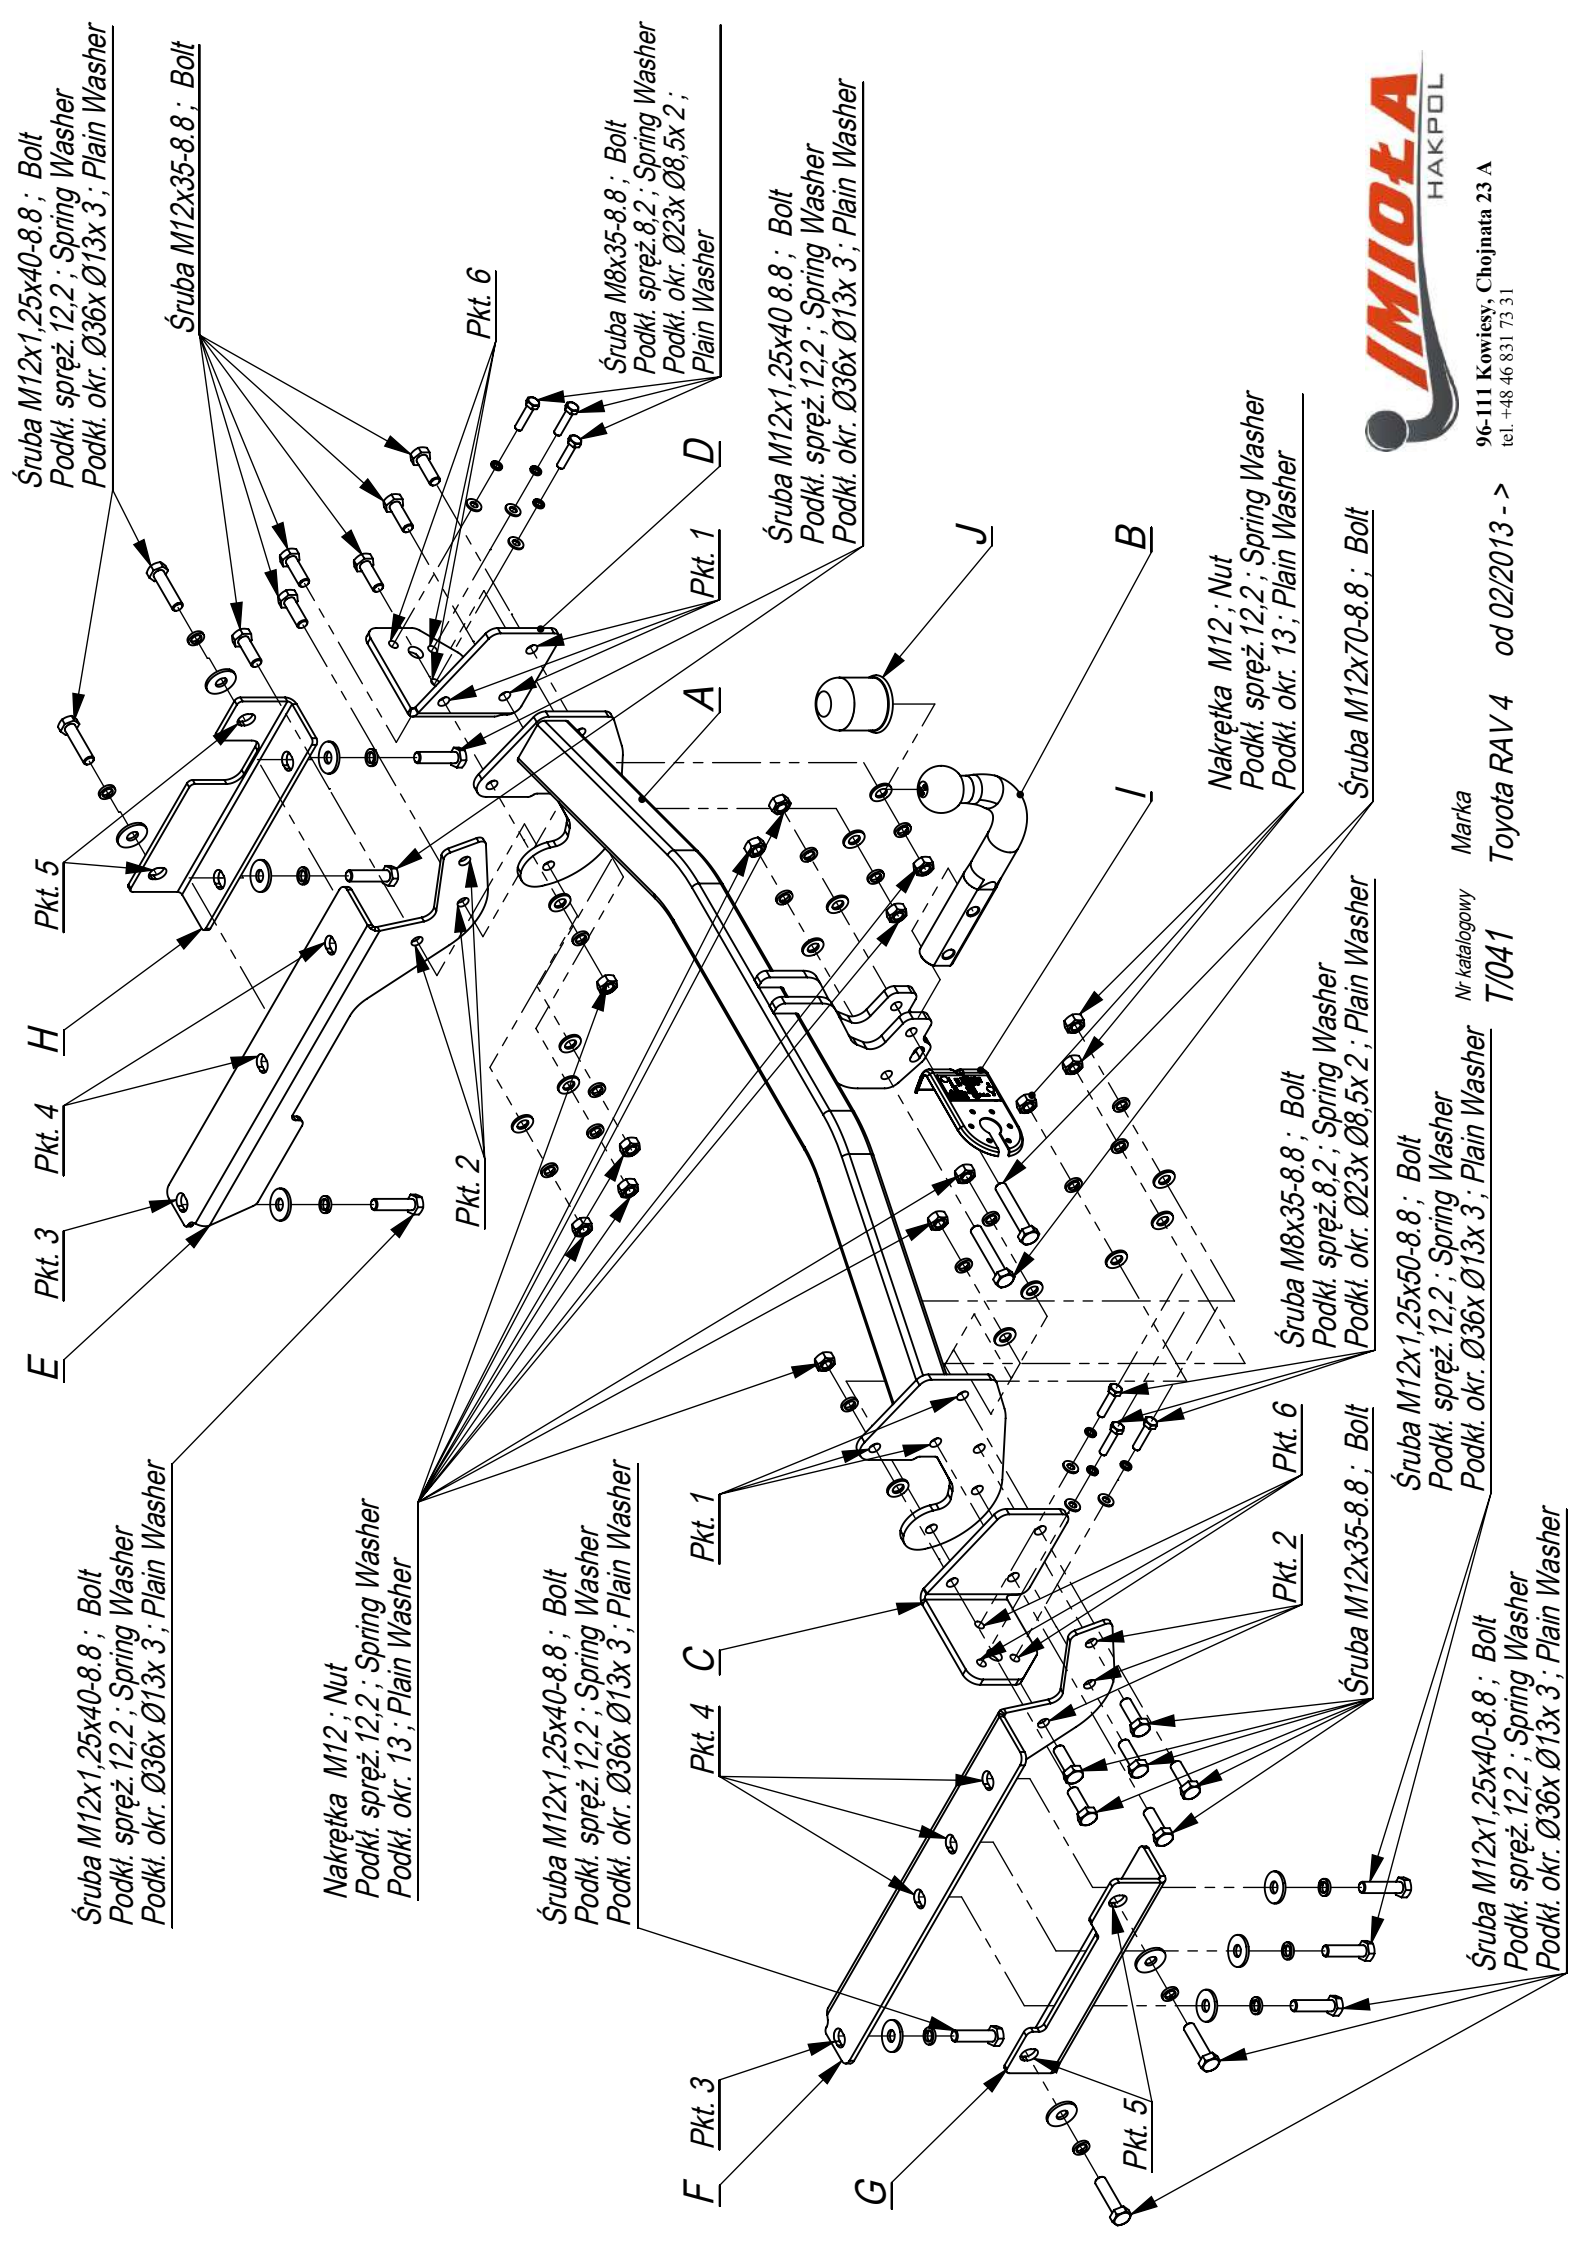 Śruba M12x1,25x40-8.8 ; Bolt
Podkł. spręż. 12,2 ; Spring Washer
Podkł. okr. Ø36x Ø13x 3 ; Plain Washer
Nakrętka M12 ; Nut
Podkł. spręż. 12,2 ; Spring Washer
Podkł. okr. 13 ; Plain Washer
Śruba M12x1,25x40-8.8 ; Bolt
Podkł. spręż. 12,2 ; Spring Washer
Podkł. okr. Ø36x Ø13x 3 ; Plain Washer
F
Pkt. 3
Pkt. 4
C
Pkt. 1
G
Pkt. 5
E
Pkt. 3
Pkt. 4
H
Pkt. 5
Pkt. 2
Śruba M12x1,25x40-8.8 ; Bolt
Podkł. spręż. 12,2 ; Spring Washer
Podkł. okr. Ø36x Ø13x 3 ; Plain Washer
Śruba M12x35-8.8 ; Bolt
Pkt. 6
Śruba M8x35-8.8 ; Bolt
Podkł. spręż.8,2 ; Spring Washer
Podkł. okr. Ø23x Ø8,5x 2 ;
Plain Washer
D
Pkt. 1
A
Śruba M12x1,25x40 8.8 ; Bolt
Podkł. spręż. 12,2 ; Spring Washer
Podkł. okr. Ø36x Ø13x 3 ; Plain Washer
J
B
I
Nakrętka M12 ; Nut
Podkł. spręż. 12,2 ; Spring Washer
Podkł. okr. 13 ; Plain Washer
Śruba M12x70-8.8 ; Bolt
Śruba M8x35-8.8 ; Bolt
Podkł. spręż.8,2 ; Spring Washer
Podkł. okr. Ø23x Ø8,5x 2 ; Plain Washer
Pkt. 6
Pkt. 2
Śruba M12x35-8.8 ; Bolt
Śruba M12x1,25x50-8.8 ; Bolt
Podkł. spręż. 12,2 ; Spring Washer
Podkł. okr. Ø36x Ø13x 3 ; Plain Washer
Śruba M12x1,25x40-8.8 ; Bolt
Podkł. spręż. 12,2 ; Spring Washer
Podkł. okr. Ø36x Ø13x 3 ; Plain Washer
Nr katalogowy Marka
T/041 Toyota RAV 4 od 02/2013 - >
IMIOŁA
HAKPOL
96-111 Kowiesy, Chojnata 23 A
tel. +48 46 831 73 31